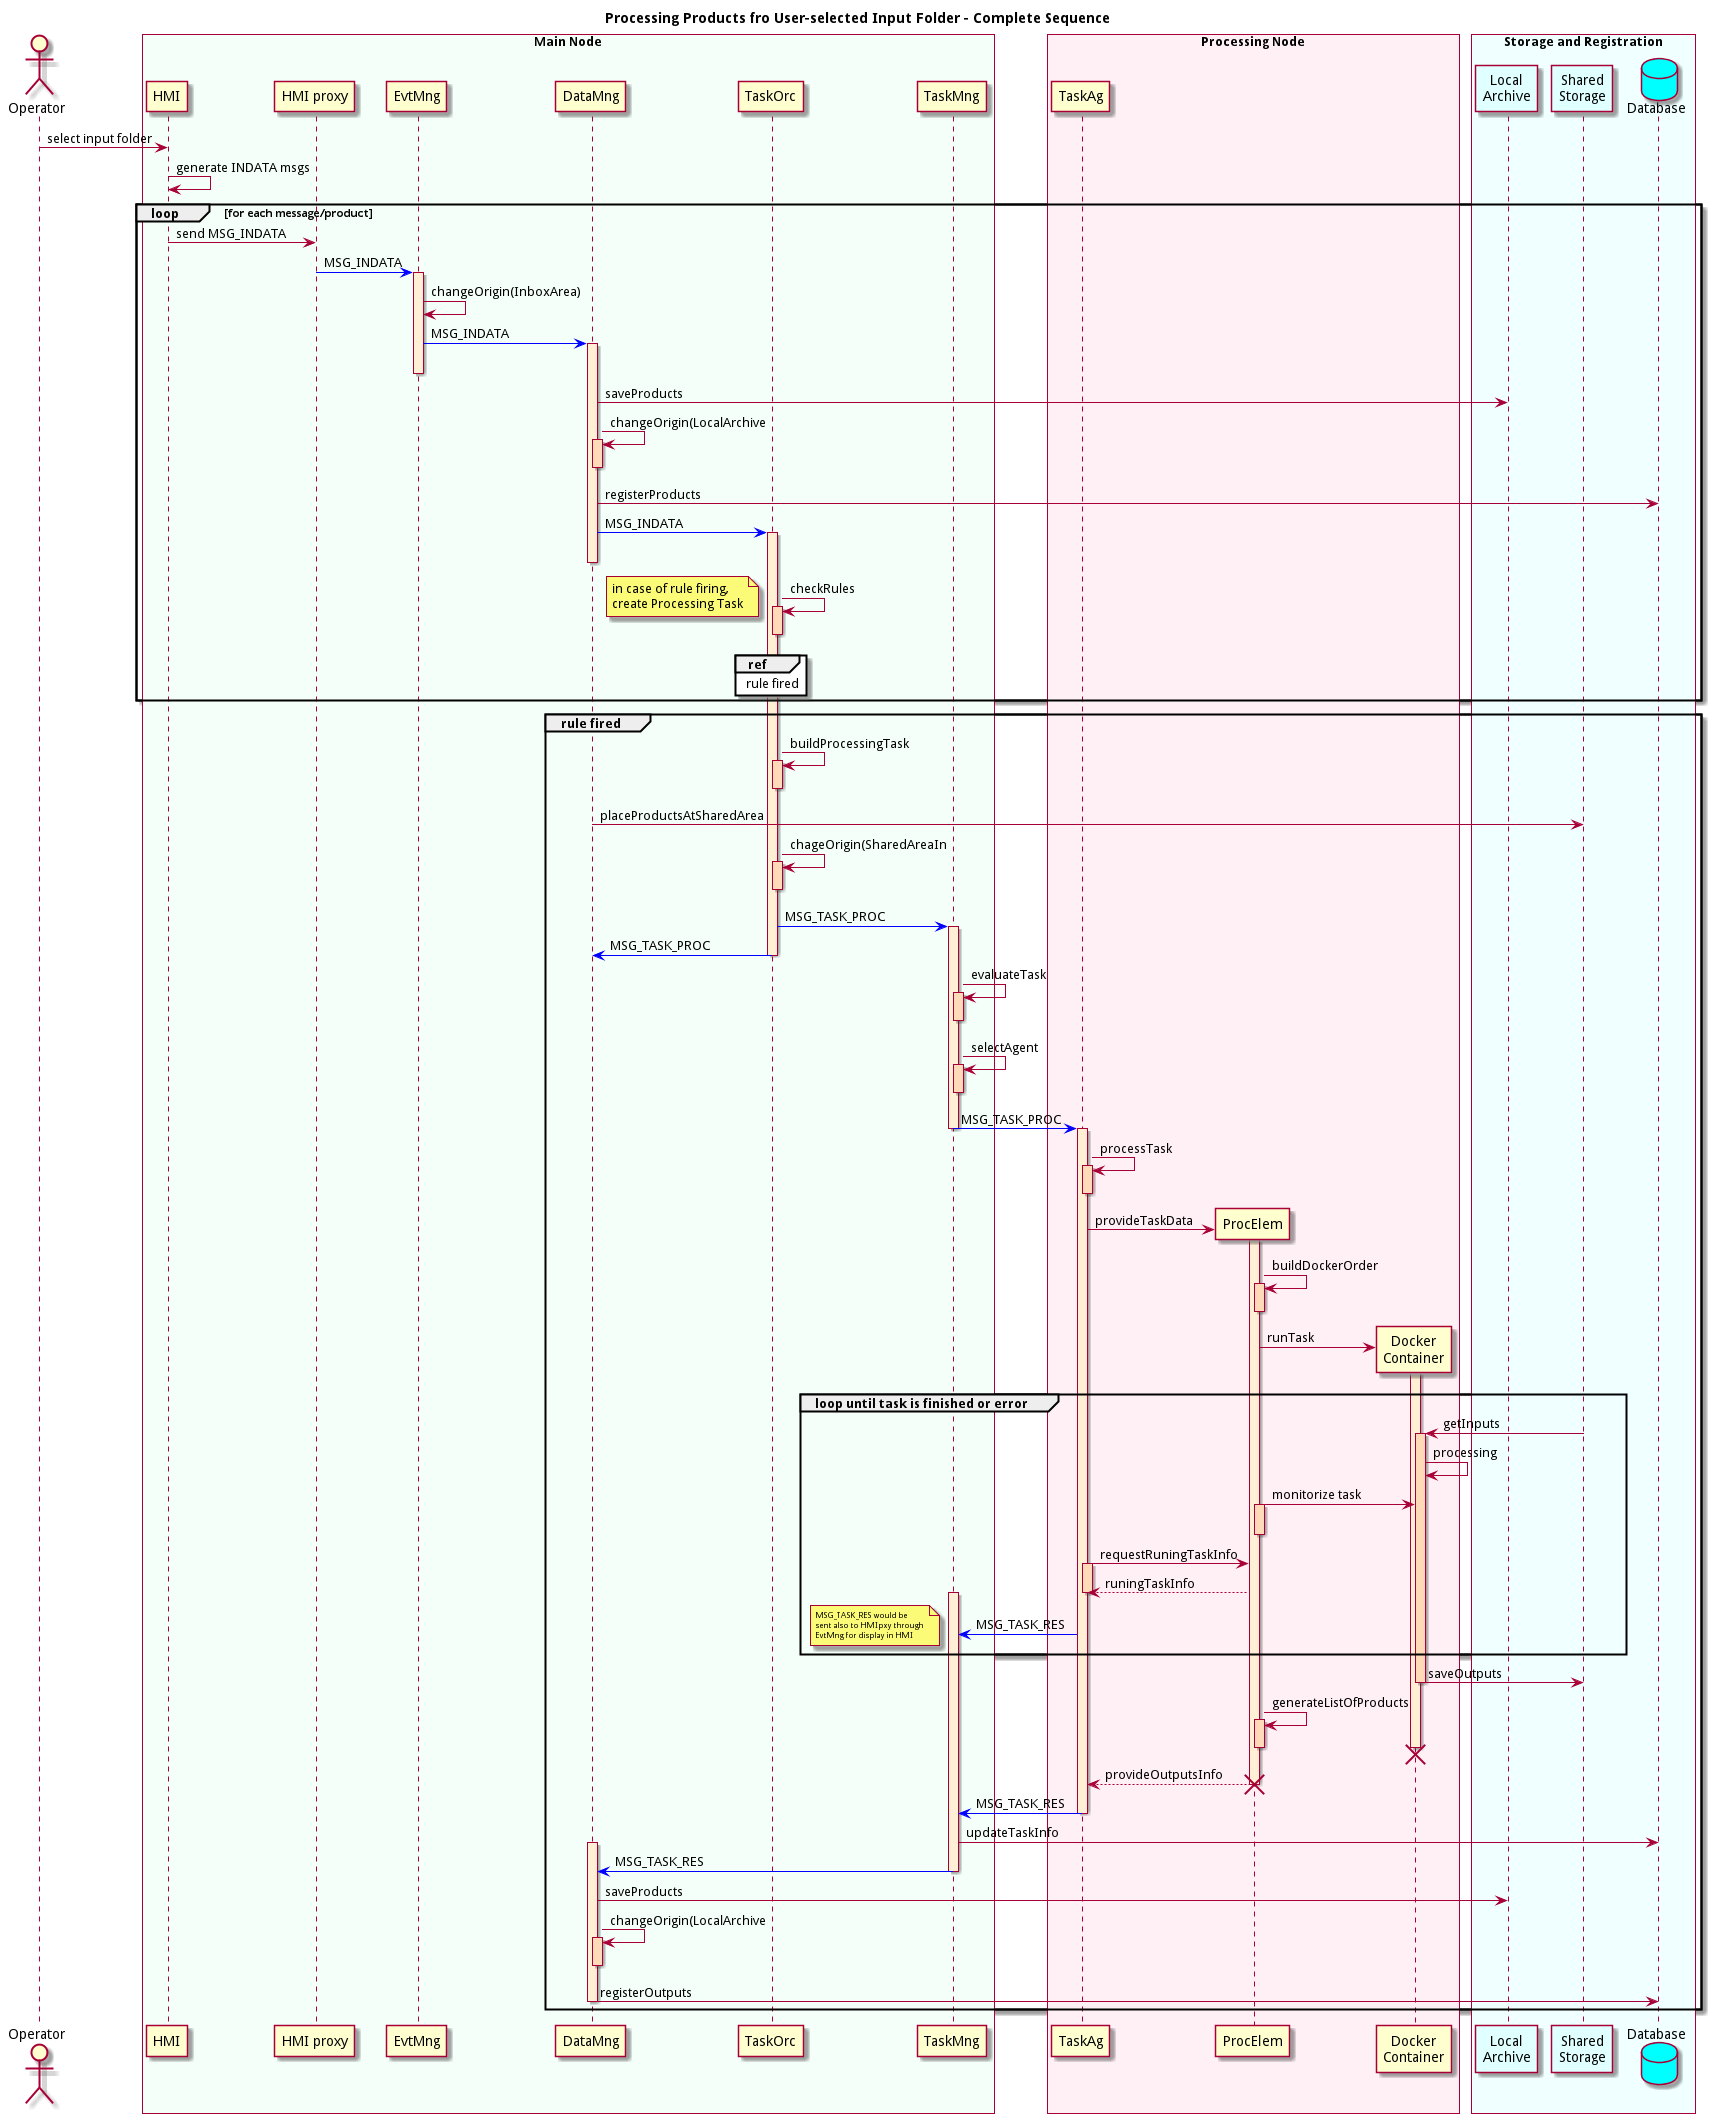 Processing Products fro User-selected Input Folder - Complete Sequence
Main Node
Processing Node
Storage and Registration
Operator
HMI
HMI proxy
EvtMng
DataMng
TaskOrc
TaskMng
TaskAg
Local
Archive
Shared
Storage
Database
select input folder
generate INDATA msgs
loop
[for each message/product]
send MSG_INDATA
MSG_INDATA
changeOrigin(InboxArea)
MSG_INDATA
saveProducts
changeOrigin(LocalArchive
registerProducts
MSG_INDATA
in case of rule firing,
create Processing Task
checkRules
ref
rule fired
rule fired
buildProcessingTask
placeProductsAtSharedArea
chageOrigin(SharedAreaIn
MSG_TASK_PROC
MSG_TASK_PROC
evaluateTask
selectAgent
MSG_TASK_PROC
processTask
provideTaskData
ProcElem
buildDockerOrder
runTask
Docker
Container
loop until task is finished or error
getInputs
processing
monitorize task
requestRuningTaskInfo
runingTaskInfo
MSG_TASK_RES would be
sent also to HMIpxy through
EvtMng for display in HMI
MSG_TASK_RES
saveOutputs
generateListOfProducts
provideOutputsInfo
MSG_TASK_RES
updateTaskInfo
MSG_TASK_RES
saveProducts
changeOrigin(LocalArchive
registerOutputs
Operator
HMI
HMI proxy
EvtMng
DataMng
TaskOrc
TaskMng
TaskAg
ProcElem
Docker
Container
Local
Archive
Shared
Storage
Database